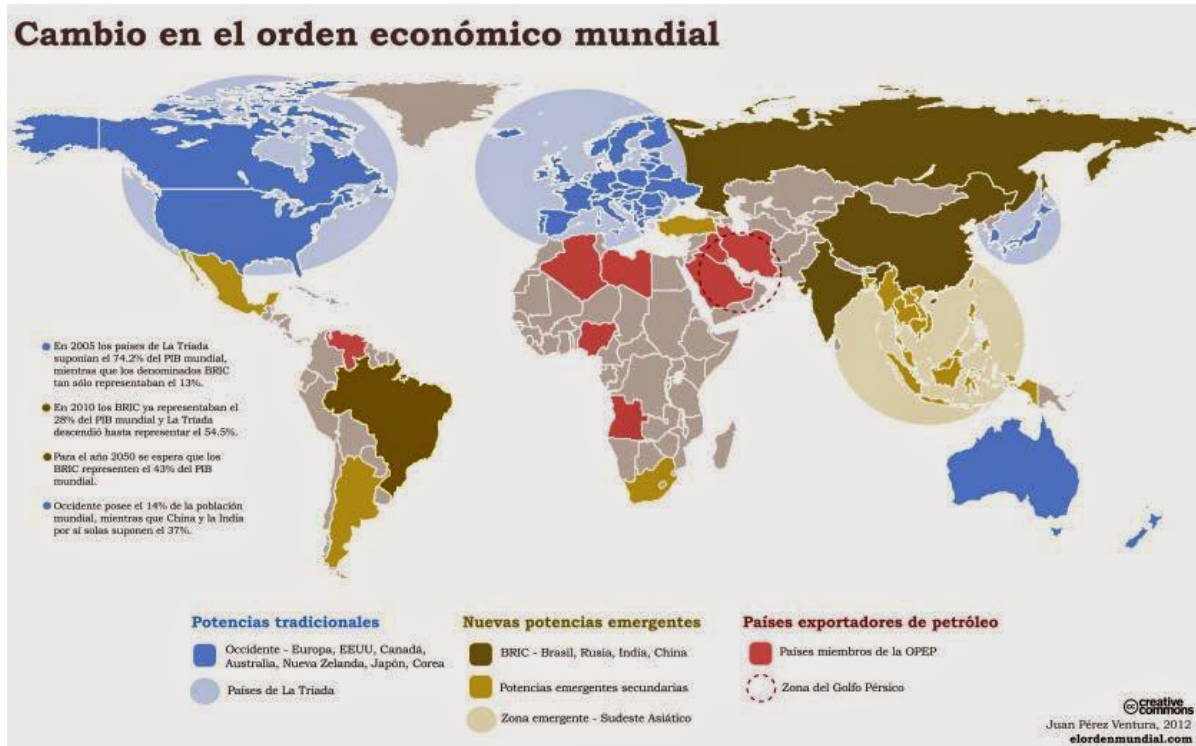 Cambio en el orden económico mundial
En 2005 los países de La Triada
suponían el 74.2% del PIB mundial,
mientras que los denominados BRIC
tan sólo representaban el 13%.
En 2010 los BRIC ya representaban el
28% del PIB mundial y La Triada
descendió hasta representar el 54.5%.
Para el año 2050 se espera que los
BRIC representen el 43% del PIB
mundial.
Occidente posee el 14% de la población
mundial, mientras que China y la India
por sí solas suponen el 37%.
Potencias tradicionales
Occidente - Europa, EEUU, Canadá,
Australia, Nueva Zelanda, Japón, Corea
Países de La Triada
Nuevas potencias emergentes
BRIC - Brasil, Rusia, India, China
Potencias emergentes secundarias
Zona emergente - Sudeste Asiático
Países exportadores de petróleo
Países miembros de la OPEP
Zona del Golfo Pérsico
cc creative
commons
Juan Pérez Ventura, 2012
elordenmundial.com